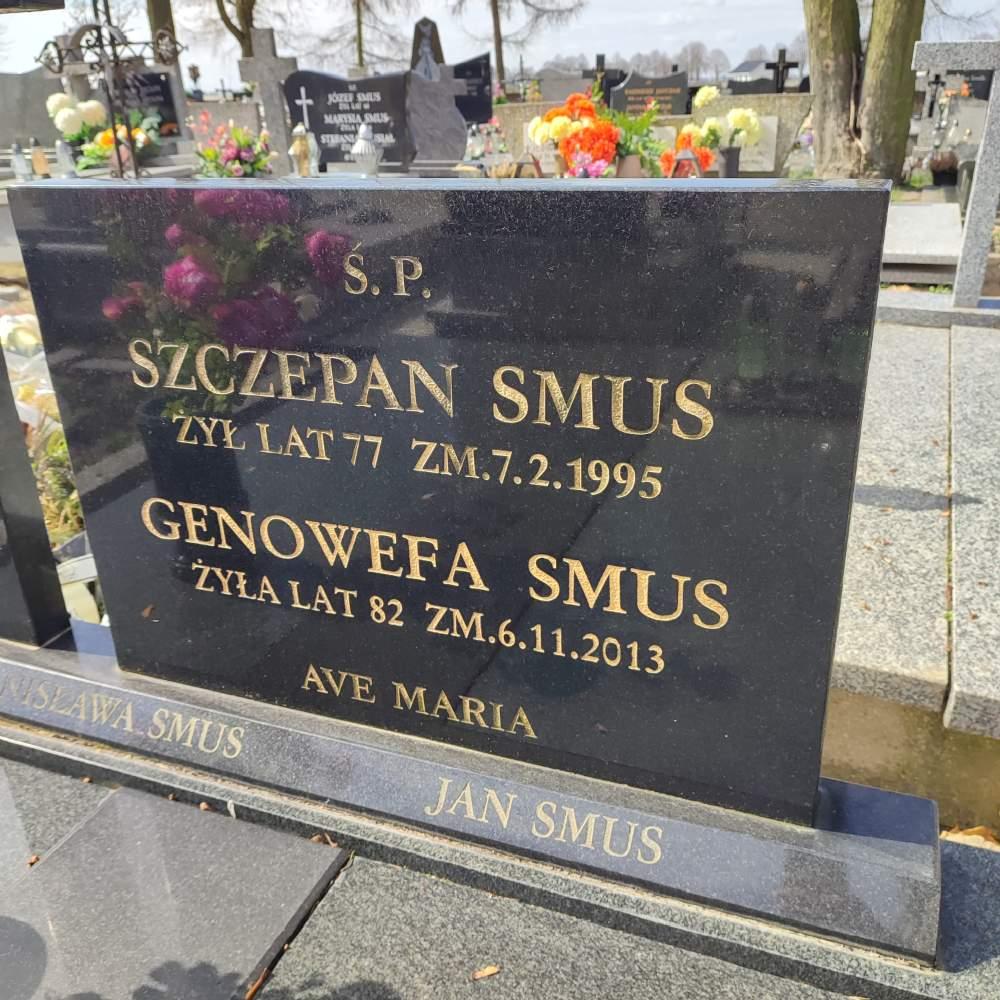 JÓZEF SMUS
MARYSIA SMUS
Ś. P.
SZCZEPAN SMUS
ŻYŁ LAT 77 ZM.7.2.1995
GENOWEFA SMUS
ŻYŁA LAT 82 ZM.6.11.2013
AVE MARIA
NISŁAWA SMUS
JAN SMUS